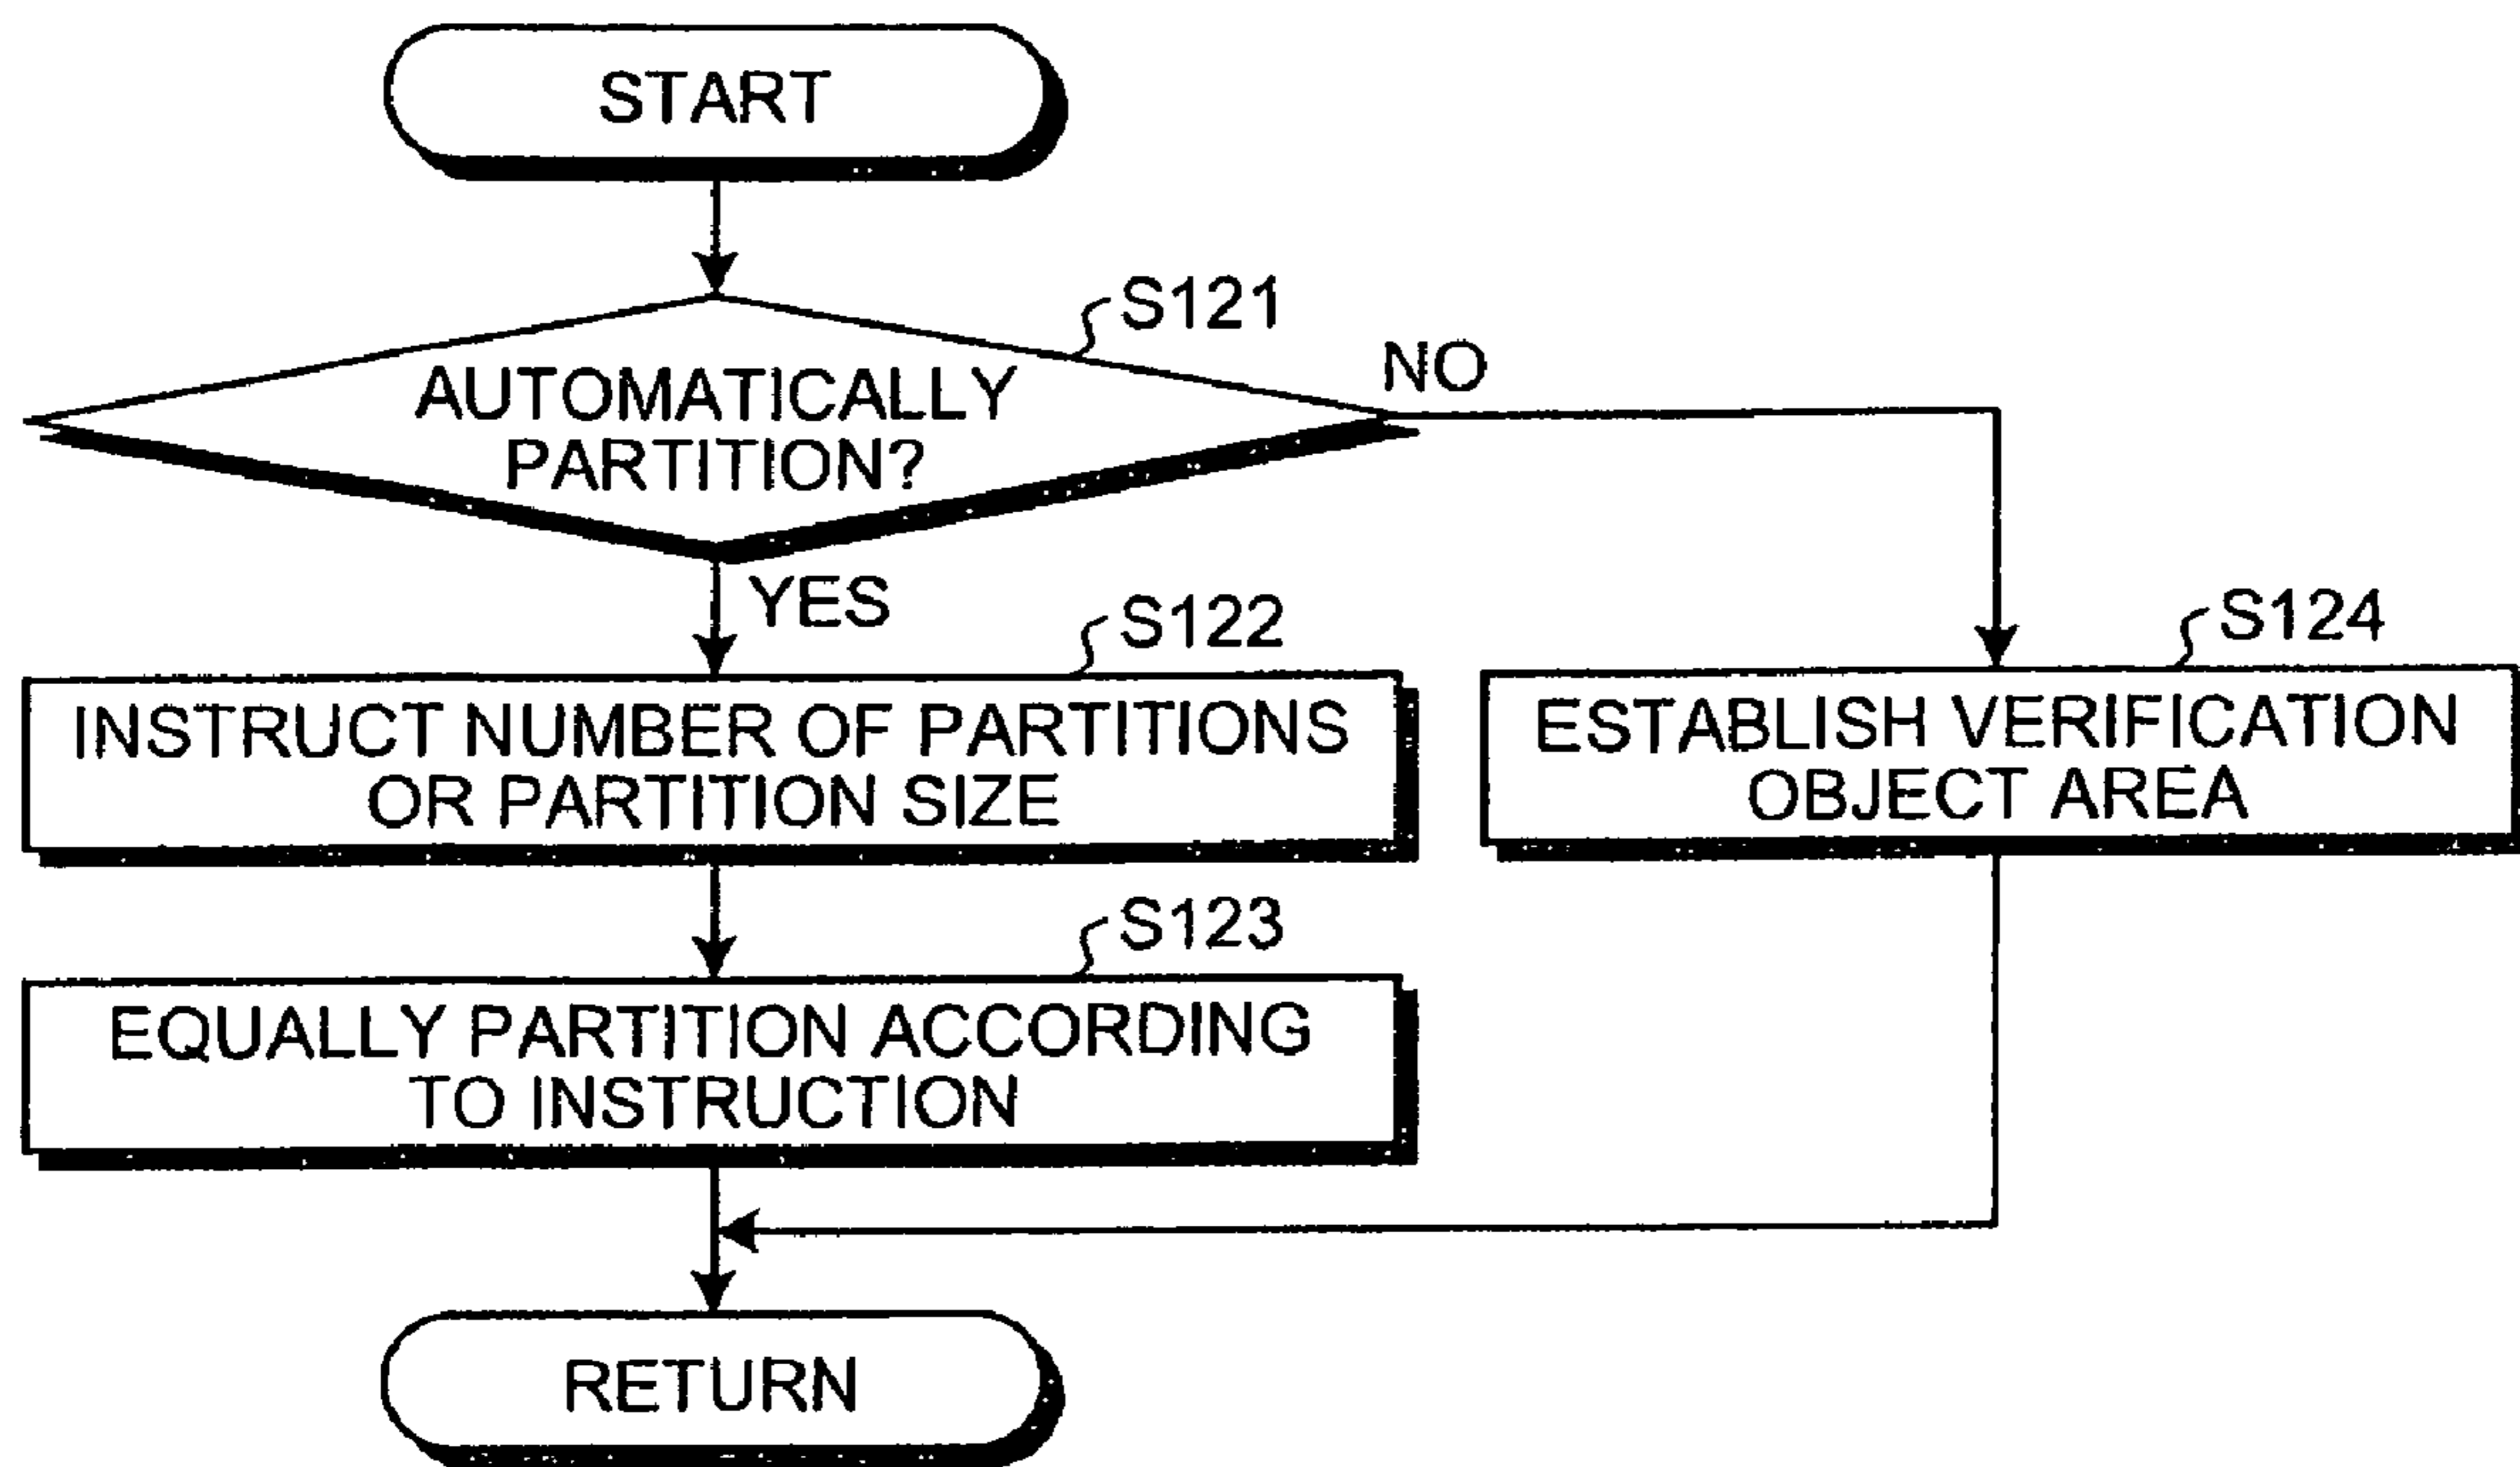 START
S121
AUTOMATICALLY
PARTITION?
NO
YES
S122
INSTRUCT NUMBER OF PARTITIONS
OR PARTITION SIZE
S124
ESTABLISH VERIFICATION
OBJECT AREA
S123
EQUALLY PARTITION ACCORDING
TO INSTRUCTION
RETURN